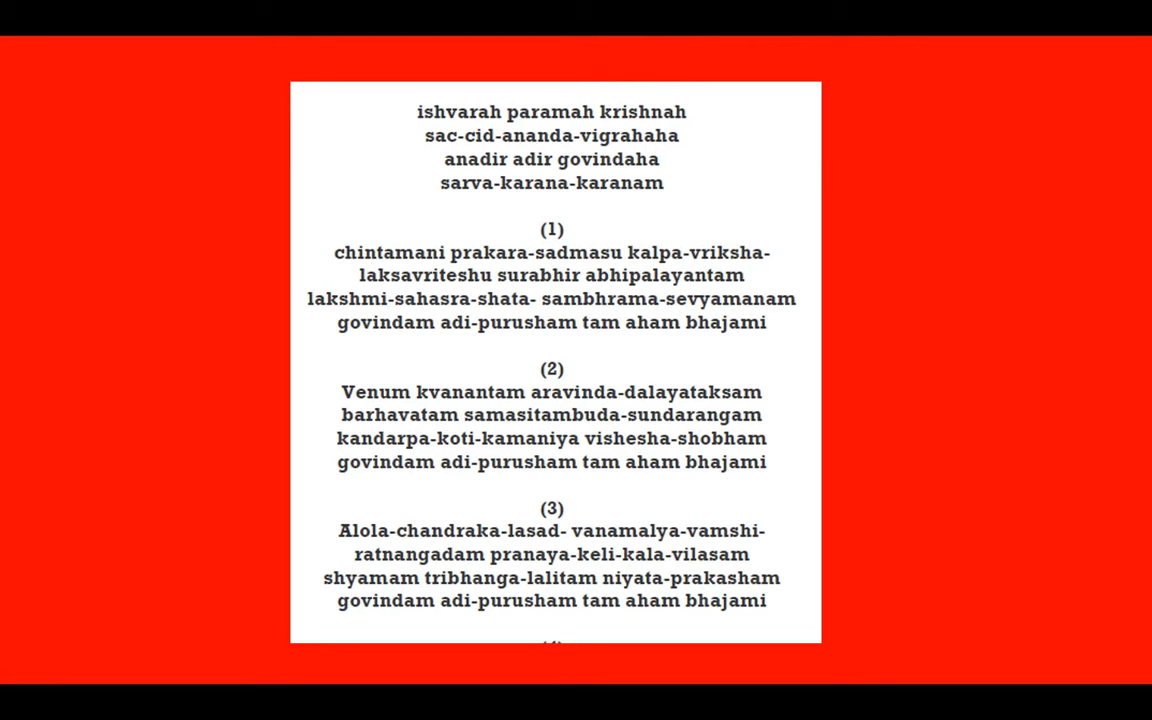 ishvarah paramah krishnah
sac-cid-ananda-vigrahaha
anadir adir govindaha
sarva-karana-karanam
(1)
chintamani prakara-sadmasu kalpa-vriksha-
laksavriteshu surabhir abhipalayantam
lakshmi-sahasra-shata- sambhrama-sevyamanam
govindam adi-purusham tam aham bhajami
(2)
Venum kvanantam aravinda-dalayataksam
barhavatam samasitambuda-sundarangam
kandarpa-koti-kamaniya vishesha-shobham
govindam adi-purusham tam aham bhajami
(3)
Alola-chandraka-lasad- vanamalya-vamshi-
ratnangadam pranaya-keli-kala-vilasam
shyamam tribhanga-lalitam niyata-prakasham
govindam adi-purusham tam aham bhajami